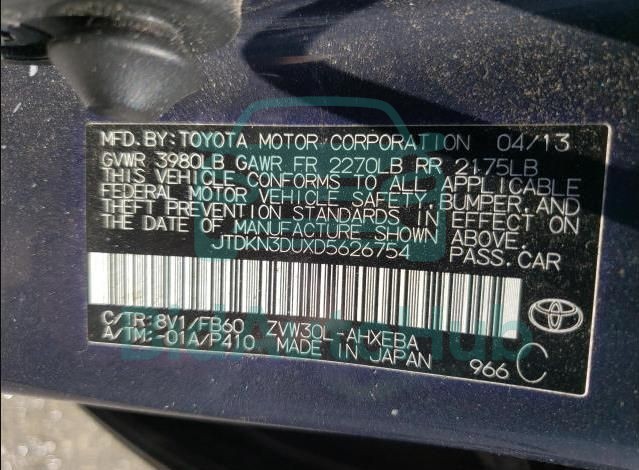 MFD. BY: TOYOTA MOTOR CORPORATION 04/13
GVWR 3980LB GAWR FR 2270LB RR 2175LB
THIS VEHICLE CONFORMS TO ALL APPLICABLE
FEDERAL MOTOR VEHICLE SAFETY, BUMPER, AND
THEFT PREVENTION STANDARDS IN EFFECT ON
THE DATE OF MANUFACTURE SHOWN ABOVE.
JTDKN3DUXD5626754 PASS. CAR
C/TR: 8V1/FB60 ZVW30L-AHXEBA
A/TM: -01A/P410 MADE IN JAPAN 966 C
BidAutoHub